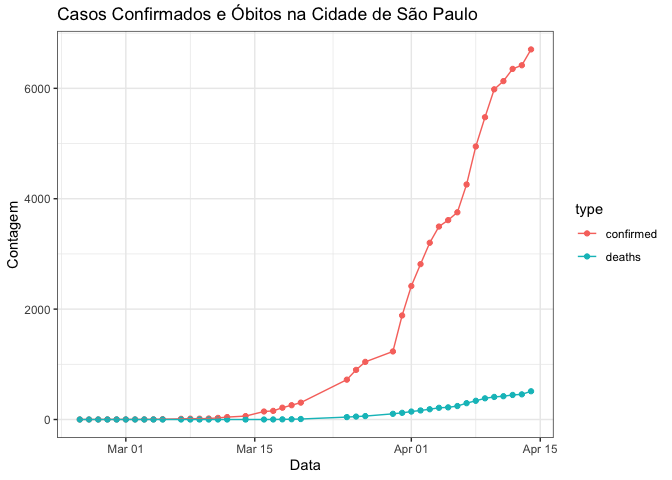 Casos Confirmados e Óbitos na Cidade de São Paulo
6000
4000
2000
0
Contagem
Mar 01
Mar 15
Apr 01
Apr 15
Data
type
confirmed
deaths